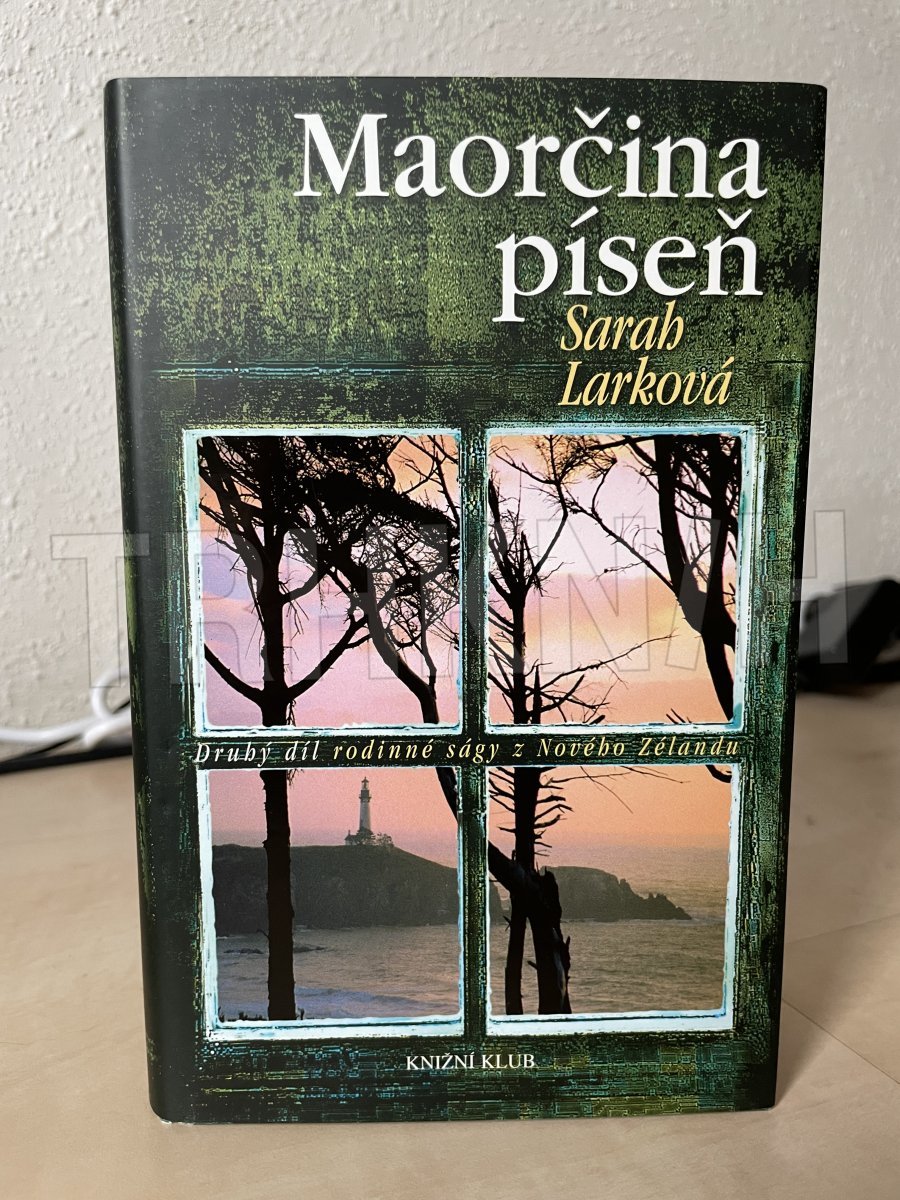 Maorčina
píseň
Sarah
Larková
Druhý díl rodinné ságy z Nového Zélandu
KNIŽNÍ KLUB